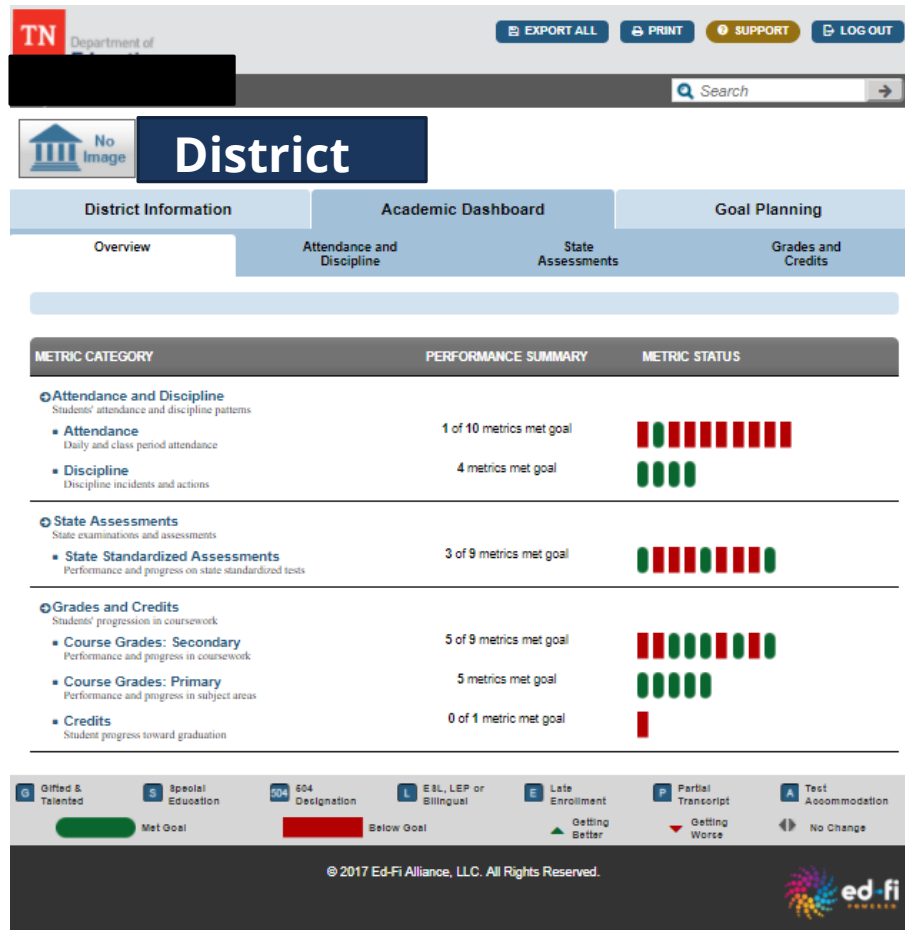 TN
Department of
EXPORT ALL
PRINT
SUPPORT
LOG OUT
Search
No
Image
District
District Information
Academic Dashboard
Goal Planning
Overview
Attendance and
Discipline
State
Assessments
Grades and
Credits
METRIC CATEGORY PERFORMANCE SUMMARY METRIC STATUS
Attendance and Discipline
Students' attendance and discipline patterns
Attendance 1 of 10 metrics met goal
Daily and class period attendance
Discipline 4 metrics met goal
Discipline incidents and actions
State Assessments
State examinations and assessments
State Standardized Assessments 3 of 9 metrics met goal
Performance and progress on state standardized tests
Grades and Credits
Students' progression in coursework
Course Grades: Secondary 5 of 9 metrics met goal
Performance and progress in coursework
Course Grades: Primary 5 metrics met goal
Performance and progress in subject areas
Credits 0 of 1 metric met goal
Student progress toward graduation
G Gifted &
Talented
S Special
Education
504 504
Designation
L ESL, LEP or
Bilingual
E Late
Enrollment
P Partial
Transcript
A Test
Accommodation
Met Goal
Below Goal
Getting
Better
Getting
Worse
No Change
© 2017 Ed-Fi Alliance, LLC. All Rights Reserved.
ed-fi
POWERED